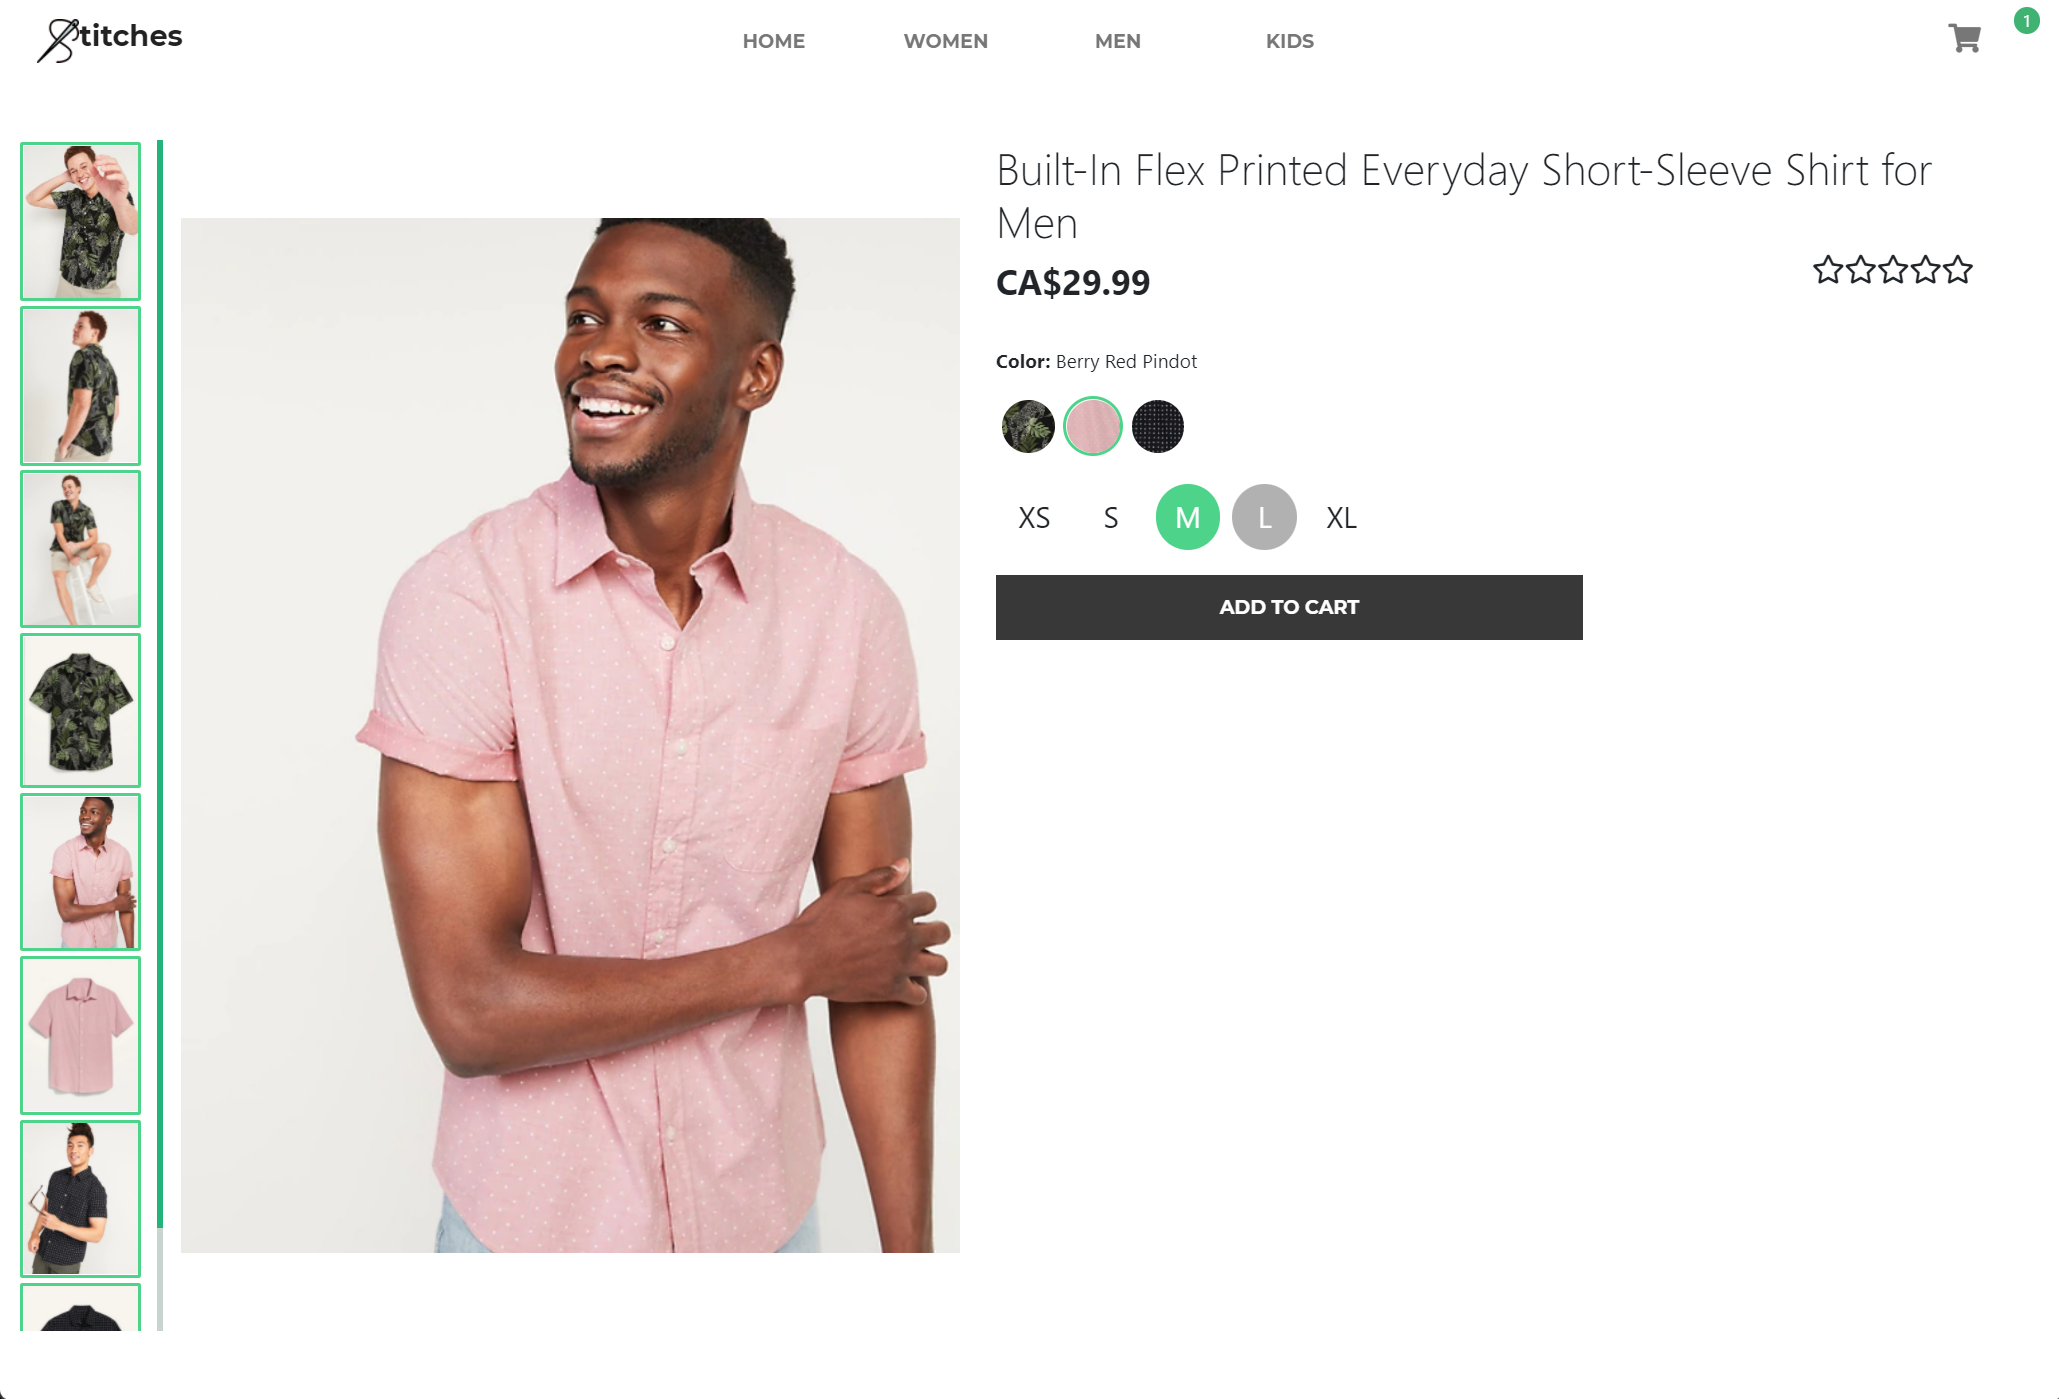 Stitches
HOME WOMEN MEN KIDS
1
Built-In Flex Printed Everyday Short-Sleeve Shirt for
Men
CA$29.99
Color: Berry Red Pindot
XS S M L XL
ADD TO CART